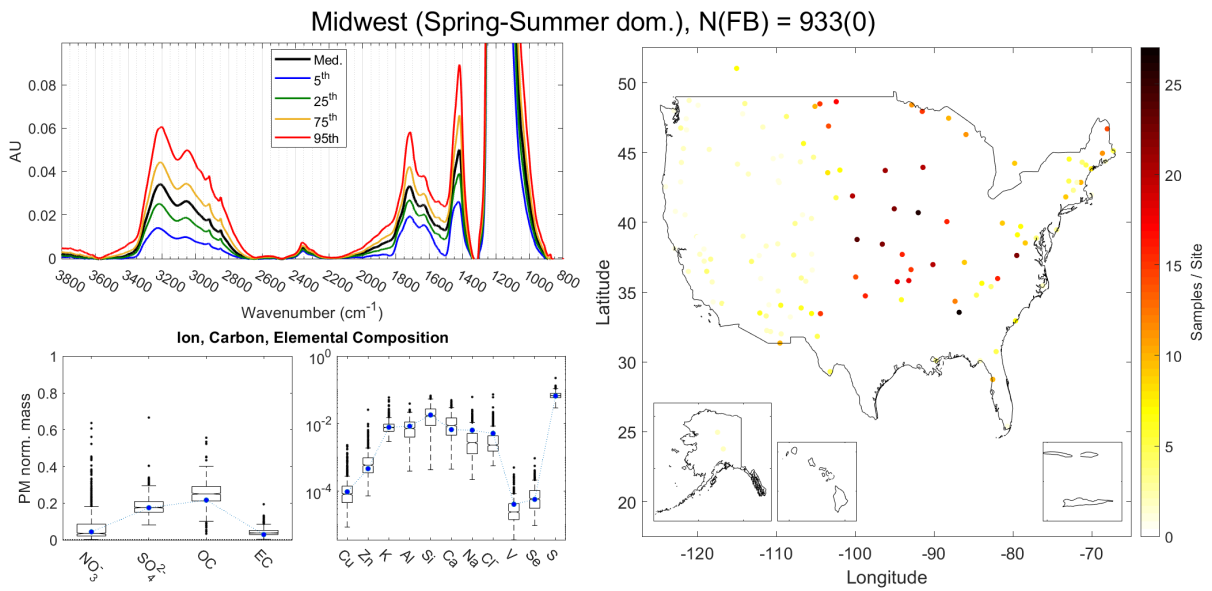 Midwest (Spring-Summer dom.), N(FB) = 933(0)
AU
0.08
0.06
0.04
0.02
0
Med.
5th
25th
75th
95th
3800 3600 3400 3200 3000 2800 2600 2400 2200 2000 1800 1600 1400 1200 1000 800
Wavenumber (cm-1)
Ion, Carbon, Elemental Composition
PM norm. mass
1
0.8
0.6
0.4
0.2
0
NO3- SO42- OC EC
10^0
10^-2
10^-4
Cu Zn K Al Si Ca Na Cl- V Se S
Latitude
50
45
40
35
30
25
20
-120 -110 -100 -90 -80 -70
Longitude
25
20
15
10
5
0
Samples / Site